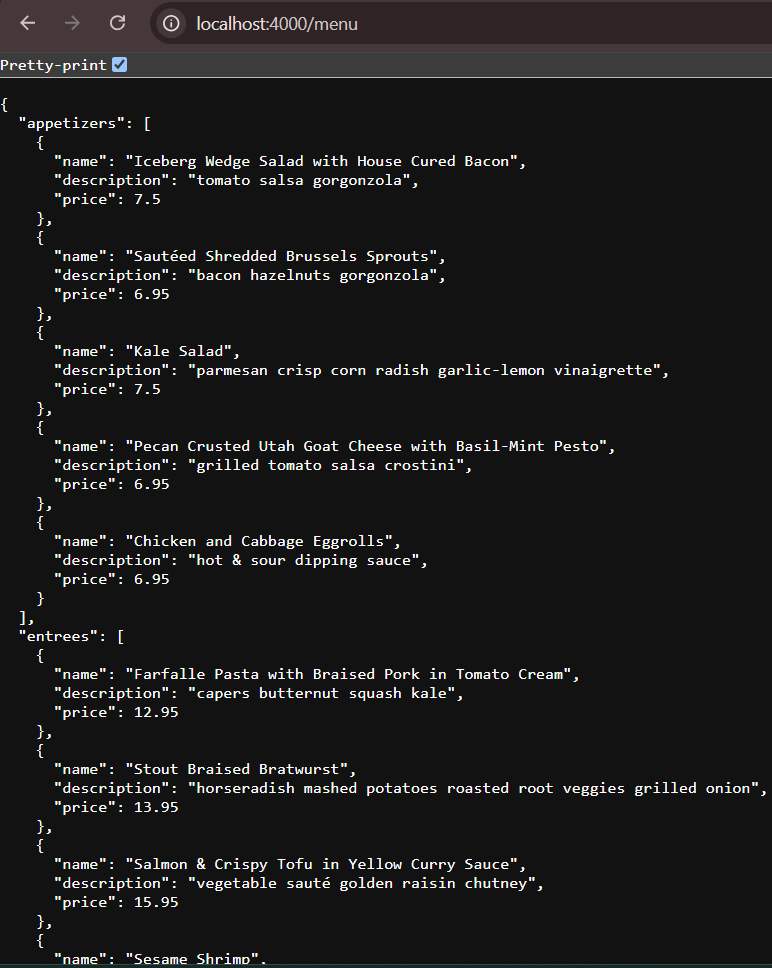 localhost:4000/menu
Pretty-print
{
  "appetizers": [
    {
      "name": "Iceberg Wedge Salad with House Cured Bacon",
      "description": "tomato salsa gorgonzola",
      "price": 7.5
    },
    {
      "name": "Sautéed Shredded Brussels Sprouts",
      "description": "bacon hazelnuts gorgonzola",
      "price": 6.95
    },
    {
      "name": "Kale Salad",
      "description": "parmesan crisp corn radish garlic-lemon vinaigrette",
      "price": 7.5
    },
    {
      "name": "Pecan Crusted Utah Goat Cheese with Basil-Mint Pesto",
      "description": "grilled tomato salsa crostini",
      "price": 6.95
    },
    {
      "name": "Chicken and Cabbage Eggrolls",
      "description": "hot & sour dipping sauce",
      "price": 6.95
    }
  ],
  "entrees": [
    {
      "name": "Farfalle Pasta with Braised Pork in Tomato Cream",
      "description": "capers butternut squash kale",
      "price": 12.95
    },
    {
      "name": "Stout Braised Bratwurst",
      "description": "horseradish mashed potatoes roasted root veggies grilled onion",
      "price": 13.95
    },
    {
      "name": "Salmon & Crispy Tofu in Yellow Curry Sauce",
      "description": "vegetable sauté golden raisin chutney",
      "price": 15.95
    },
    {
      "name": "Sesame Shrimp",